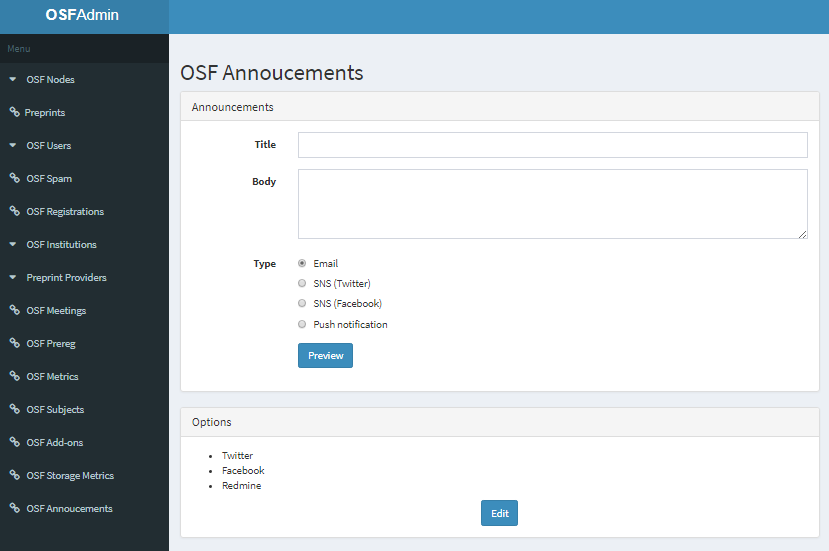 OSFAdmin
Menu
OSF Nodes
Preprints
OSF Users
OSF Spam
OSF Registrations
OSF Institutions
Preprint Providers
OSF Meetings
OSF Prereg
OSF Metrics
OSF Subjects
OSF Add-ons
OSF Storage Metrics
OSF Annoucements
OSF Annoucements
Announcements
Title
Body
Type
Email
SNS (Twitter)
SNS (Facebook)
Push notification
Preview
Options
Twitter
Facebook
Redmine
Edit